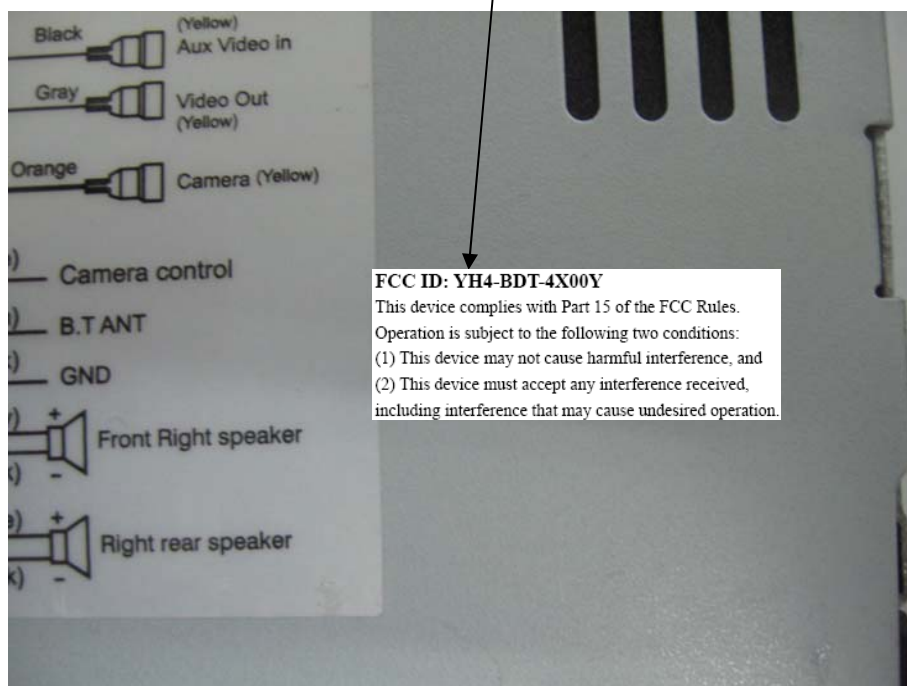 Black
(Yellow)
Aux Video in
Gray
Video Out
(Yellow)
Orange
Camera (Yellow)
) Camera control
) B.T ANT
) GND
) +
Front Right speaker
) -
) +
Right rear speaker
) -
FCC ID: YH4-BDT-4X00Y
This device complies with Part 15 of the FCC Rules.
Operation is subject to the following two conditions:
(1) This device may not cause harmful interference, and
(2) This device must accept any interference received,
including interference that may cause undesired operation.